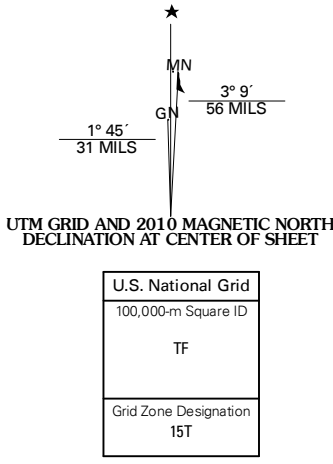 ★
MN
3° 9´
56 MILS
GN
1° 45´
31 MILS
UTM GRID AND 2010 MAGNETIC NORTH
DECLINATION AT CENTER OF SHEET
U.S. National Grid
100,000-m Square ID
TF
Grid Zone Designation
15T